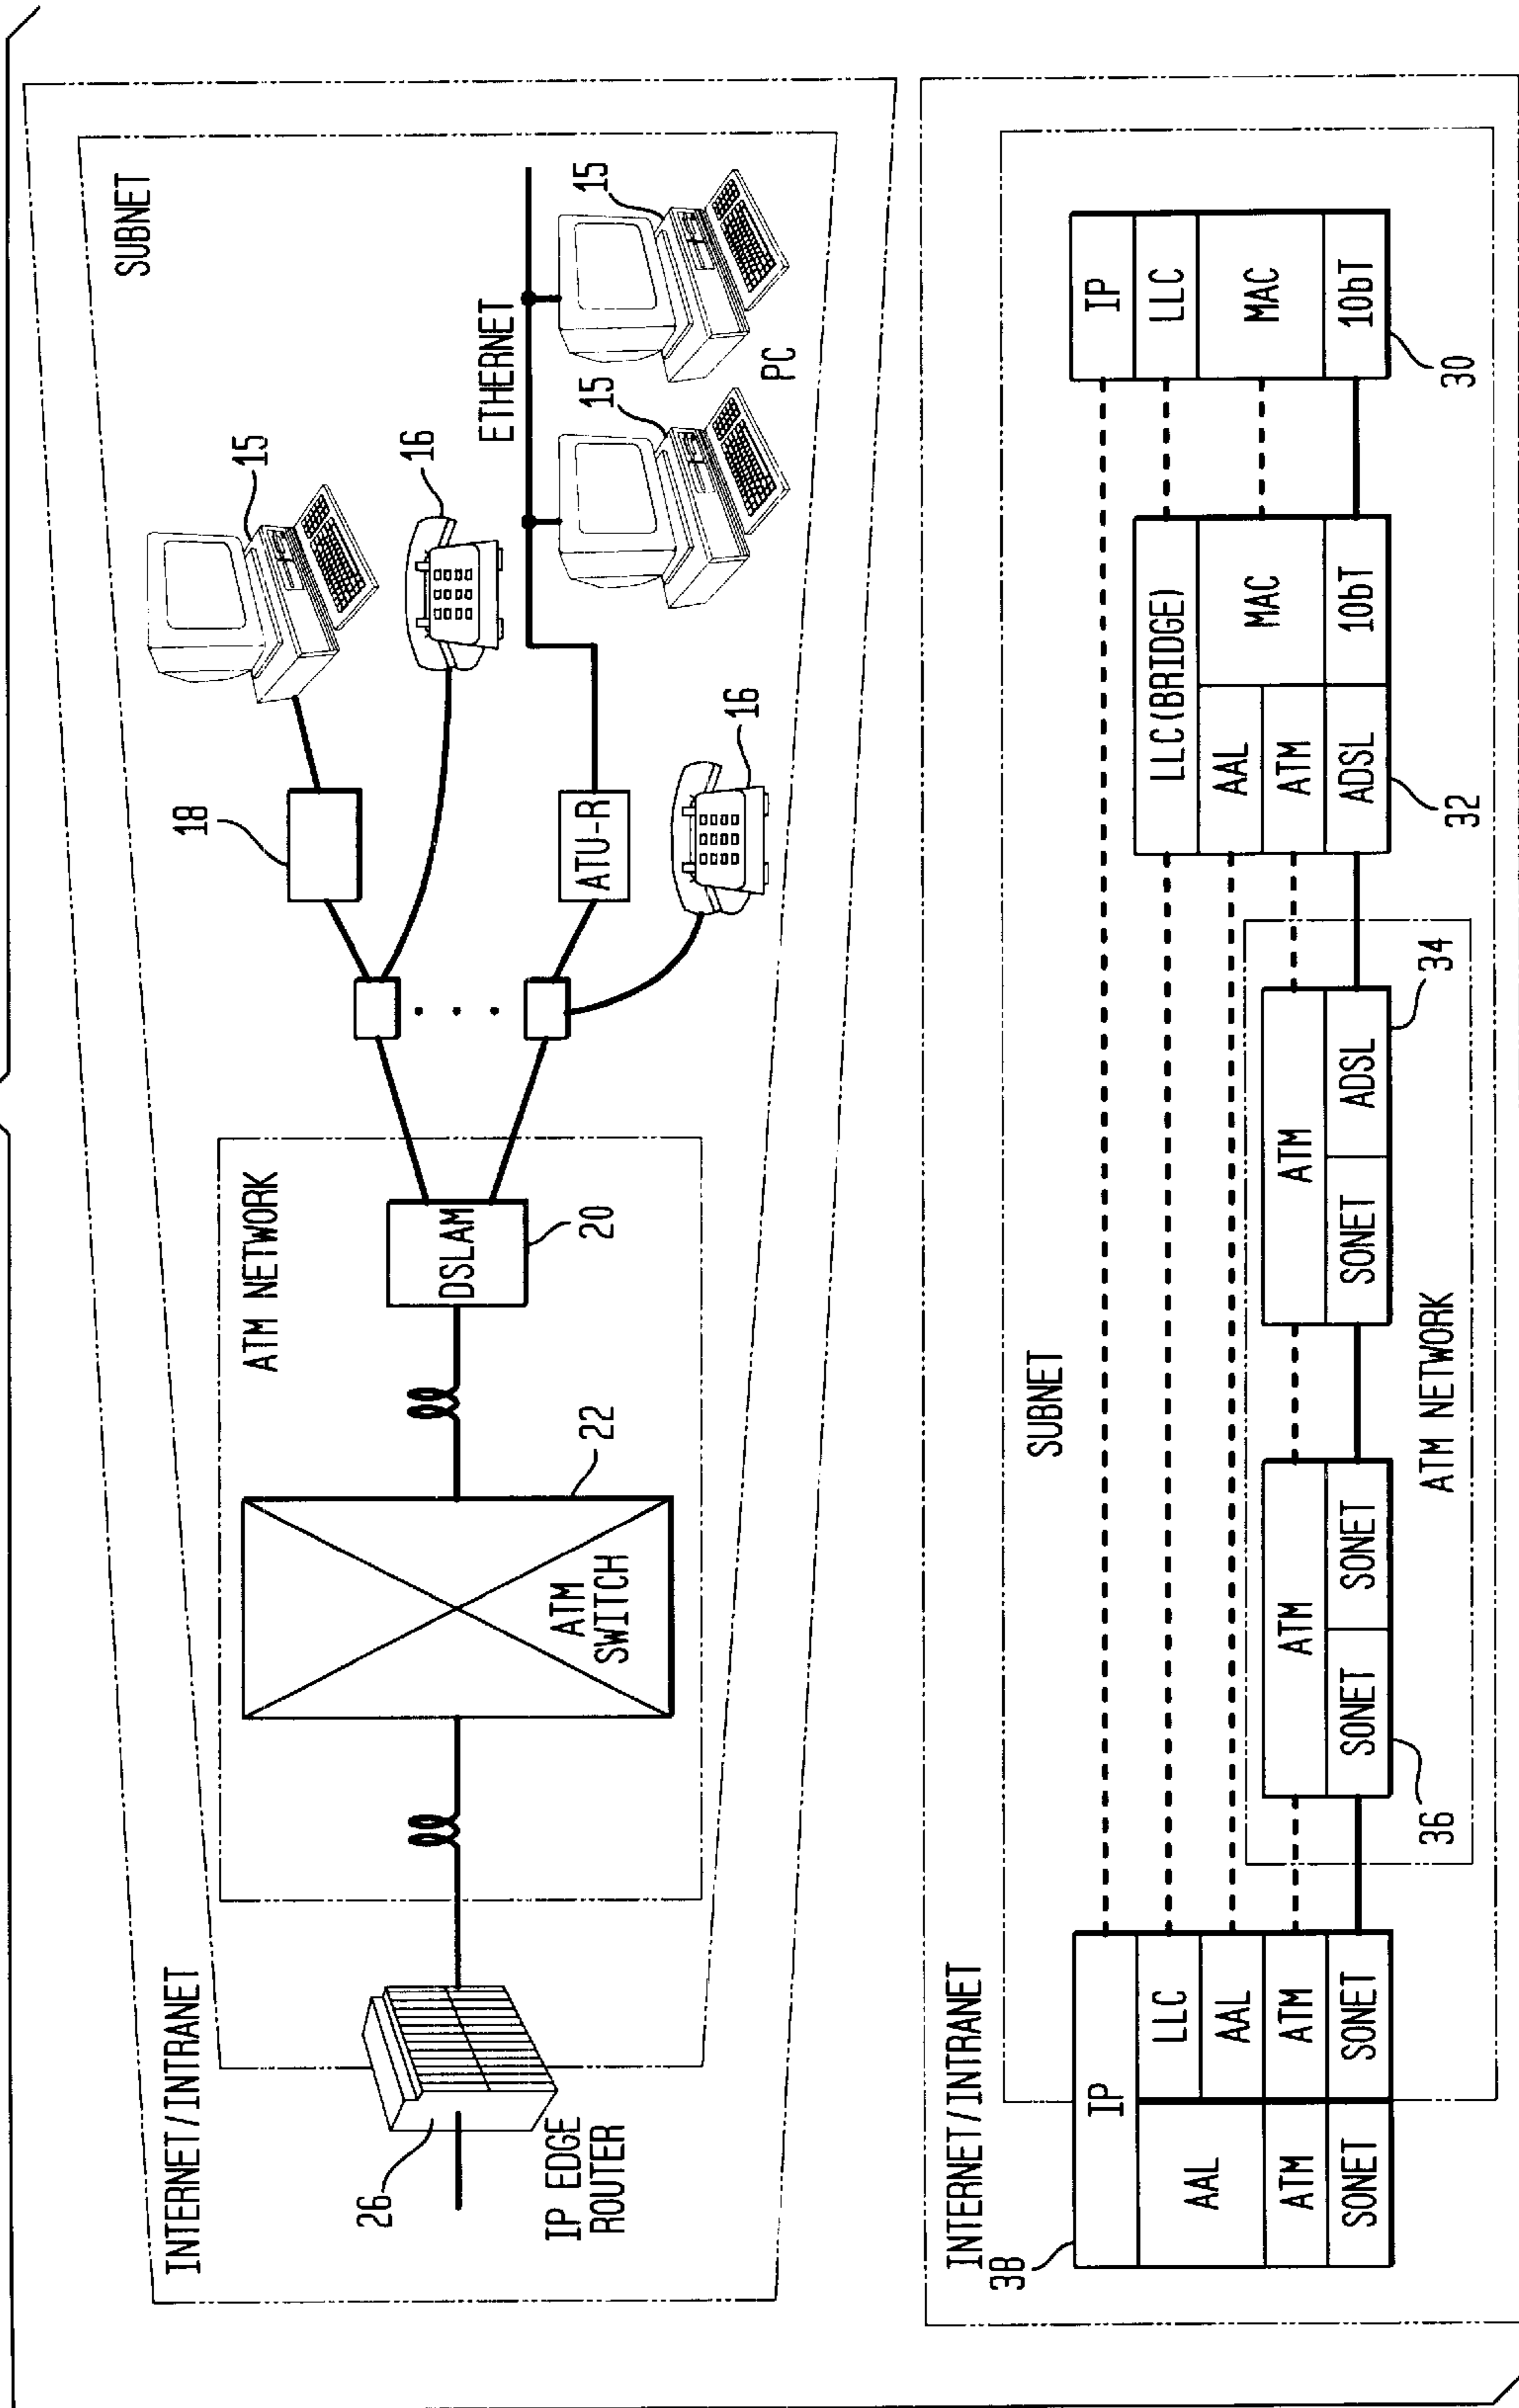 INTERNET/INTRANET
SUBNET
ATM NETWORK
26
IP EDGE
ROUTER
ATM
SWITCH
22
DSLAM
20
18
15
16
ATU-R
16
ETHERNET
15
15
PC
INTERNET/INTRANET
SUBNET
38
IP
AAL
LLC
AAL
ATM
ATM
SONET
SONET
ATM
SONET
SONET
36
ATM
SONET
ADSL
34
ATM NETWORK
LLC(BRIDGE)
AAL
MAC
ATM
ADSL
10bT
32
IP
LLC
MAC
10bT
30